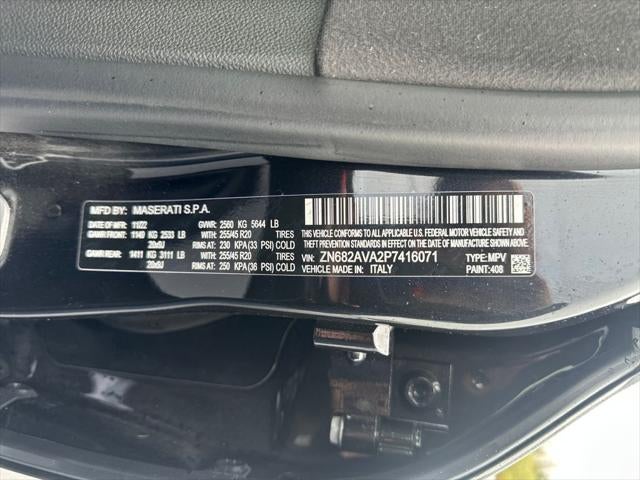 MFD BY: MASERATI S.P.A.
DATE: 11/22 GVWR: 2560 KG 5644 LB
GAWR FRONT: 1149 KG 2533 LB WITH: 255/45 R20 TIRES
20x9J RIMS AT: 230 KPA (33 PSI) COLD
GAWR REAR: 1411 KG 3111 LB WITH: 255/45 R20 TIRES
20x9J RIMS AT: 250 KPA (36 PSI) COLD
THIS VEHICLE CONFORMS TO ALL APPLICABLE
U.S. FEDERAL MOTOR VEHICLE SAFETY AND
THEFT PREVENTION STANDARDS IN EFFECT ON THE
DATE OF MANUFACTURE SHOWN ABOVE.
VIN: ZN682AVA2P7416071 TYPE: MPV
VEHICLE MADE IN: ITALY PAINT: 408